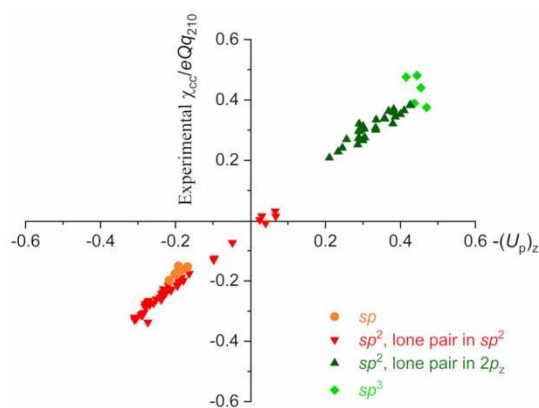 Experimental χcc/eQq210
0.6
0.4
0.2
-0.6
-0.4
-0.2
0.2
0.4
0.6
-(Up)z
-0.2
-0.4
-0.6
sp
sp², lone pair in sp²
sp², lone pair in 2pz
sp³